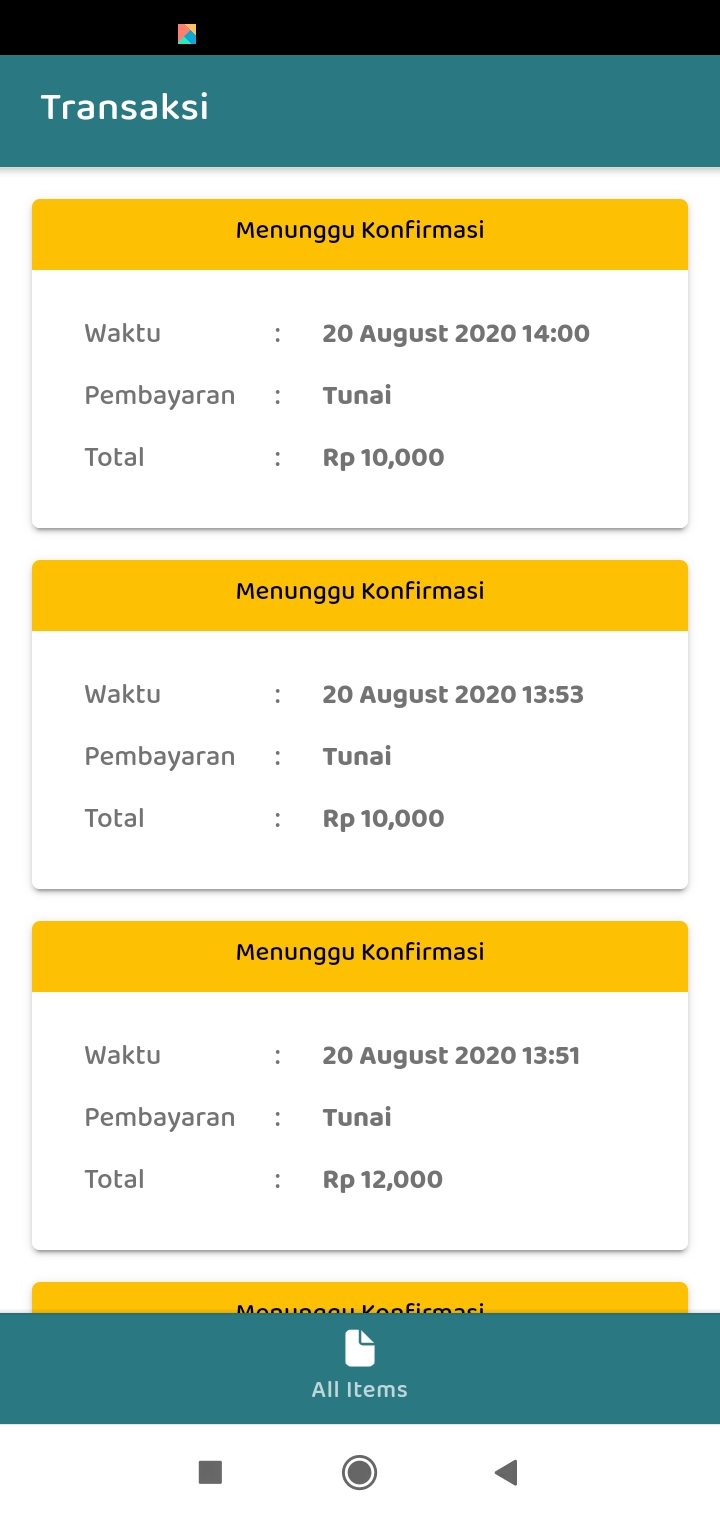 Transaksi
Menunggu Konfirmasi
Waktu : 20 August 2020 14:00
Pembayaran : Tunai
Total : Rp 10,000
Menunggu Konfirmasi
Waktu : 20 August 2020 13:53
Pembayaran : Tunai
Total : Rp 10,000
Menunggu Konfirmasi
Waktu : 20 August 2020 13:51
Pembayaran : Tunai
Total : Rp 12,000
Menunggu Konfirmasi
All Items